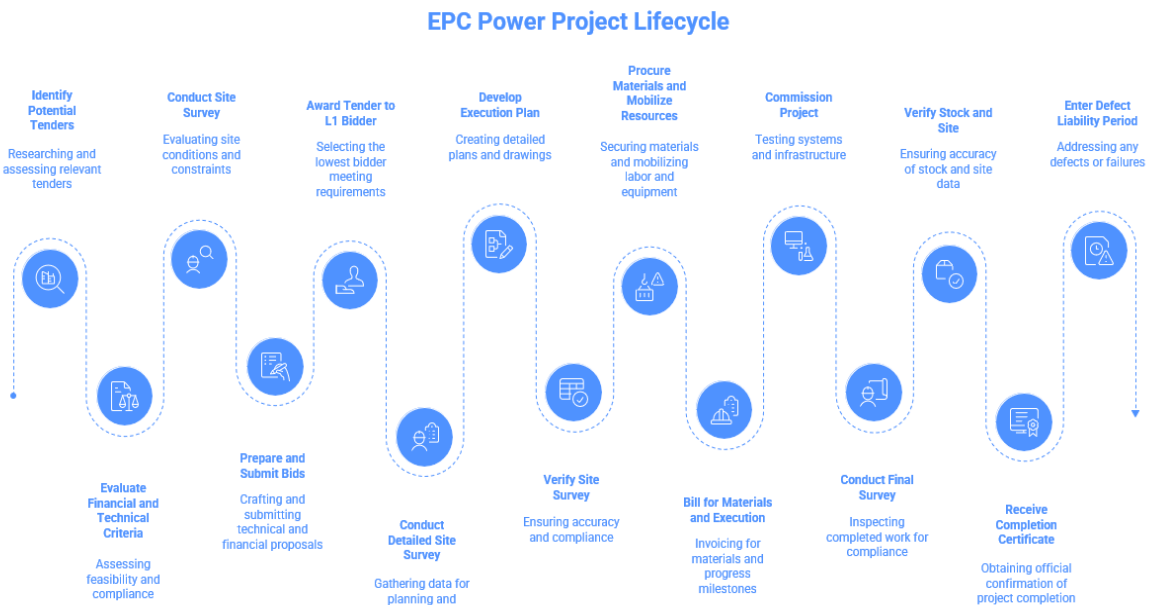 EPC Power Project Lifecycle
Identify
Potential
Tenders
Researching and
assessing relevant
tenders
Evaluate
Financial and
Technical
Criteria
Assessing
feasibility and
compliance
Conduct Site
Survey
Evaluating site
conditions and
constraints
Prepare and
Submit Bids
Crafting and
submitting
technical and
financial proposals
Award Tender to
L1 Bidder
Selecting the
lowest bidder
meeting
requirements
Conduct
Detailed Site
Survey
Gathering data for
planning and
Develop
Execution Plan
Creating detailed
plans and drawings
Verify Site
Survey
Ensuring accuracy
and compliance
Procure
Materials and
Mobilize
Resources
Securing materials
and mobilizing
labor and
equipment
Bill for Materials
and Execution
Invoicing for
materials and
progress
milestones
Commission
Project
Testing systems
and infrastructure
Conduct Final
Survey
Inspecting
completed work for
compliance
Verify Stock and
Site
Ensuring accuracy
of stock and site
data
Receive
Completion
Certificate
Obtaining official
confirmation of
project completion
Enter Defect
Liability Period
Addressing any
defects or failures